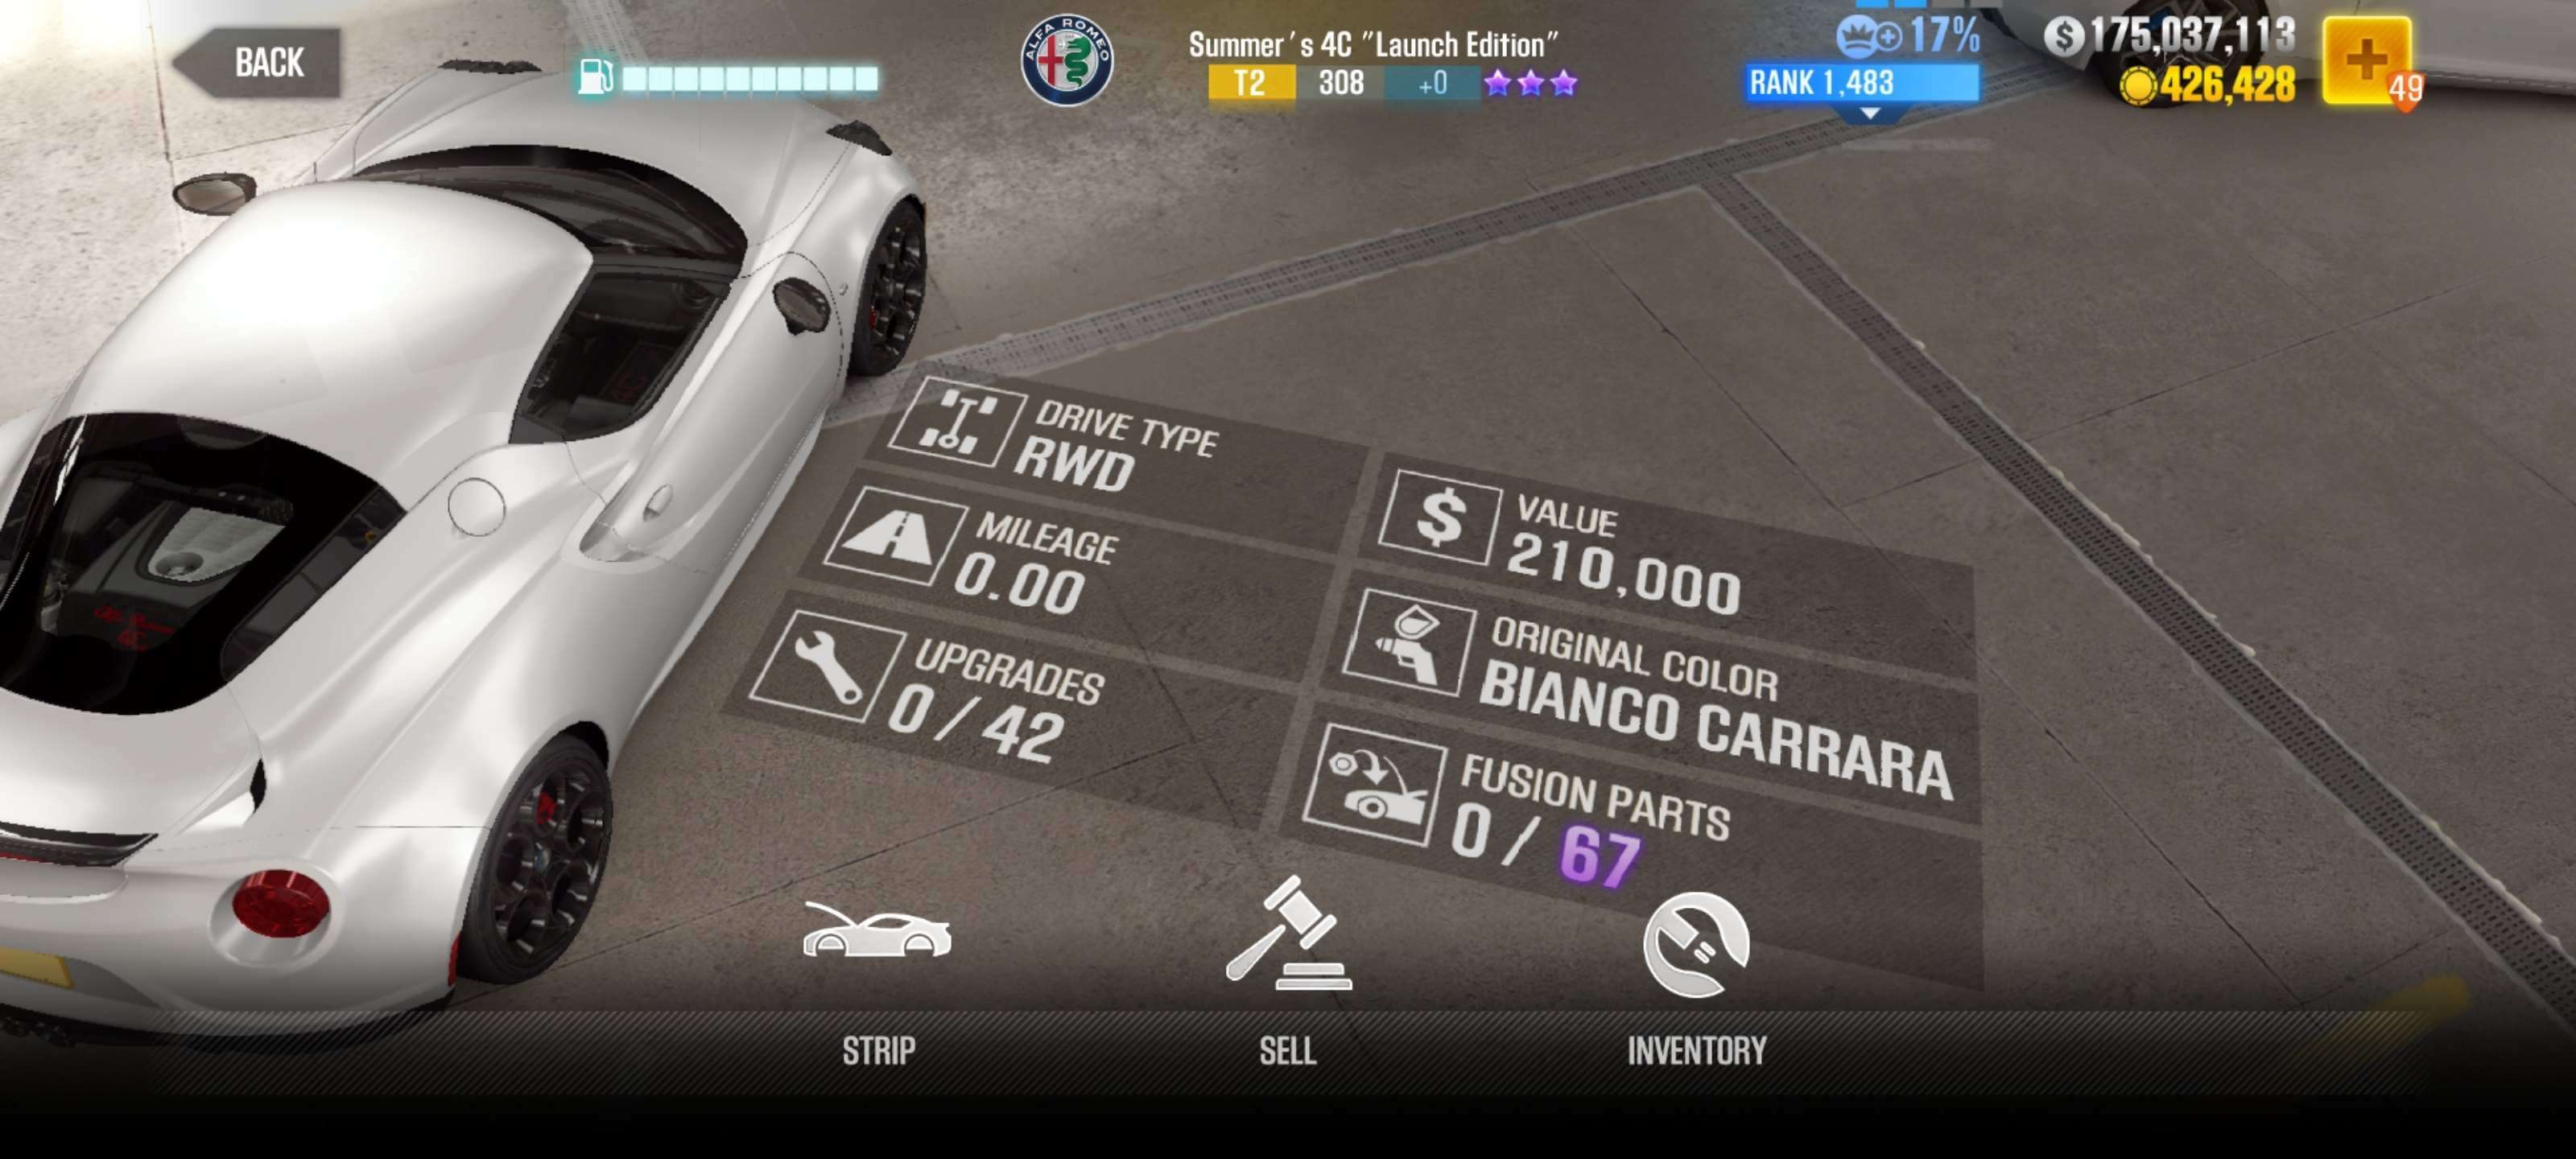 BACK
ALFA ROMEO
Summer's 4C "Launch Edition"
T2 308 +0
17%
RANK 1,483
$ 175,037,113
426,428
49
DRIVE TYPE
RWD
MILEAGE
0.00
UPGRADES
0 / 42
$ VALUE
210,000
ORIGINAL COLOR
BIANCO CARRARA
FUSION PARTS
0 / 67
STRIP
SELL
INVENTORY